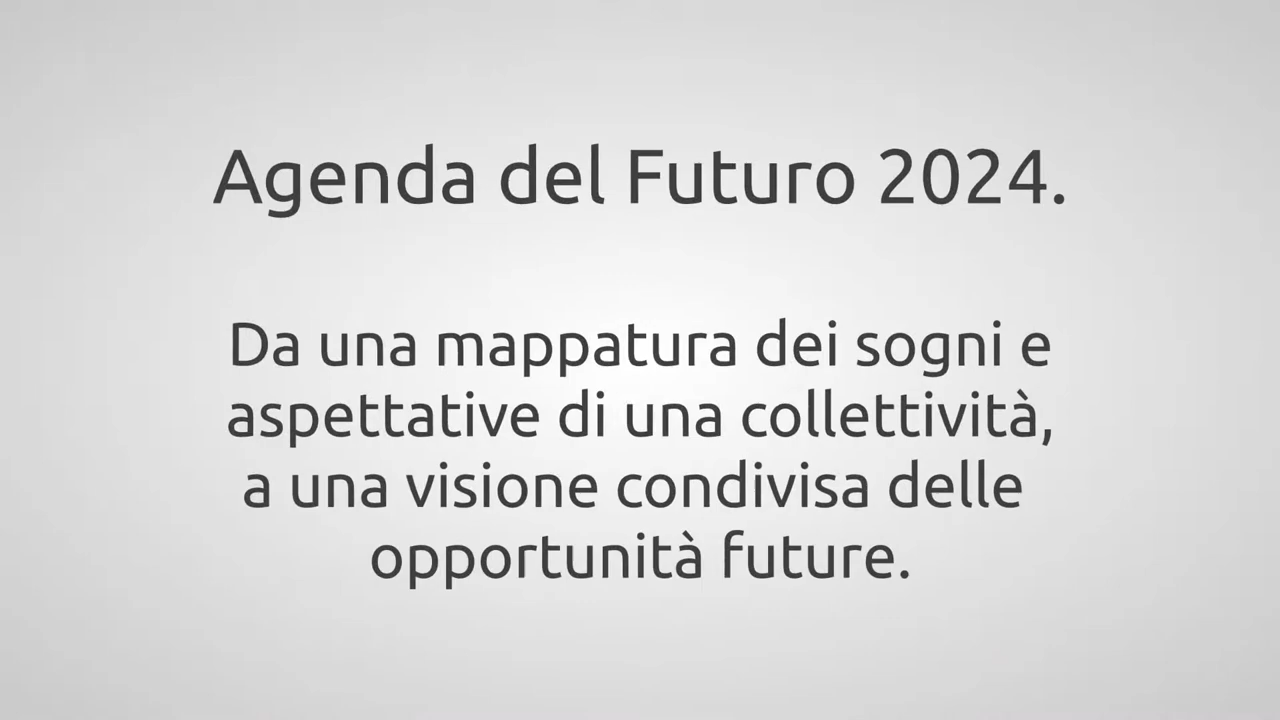 Agenda del Futuro 2024.
Da una mappatura dei sogni e
aspettative di una collettività,
a una visione condivisa delle
opportunità future.